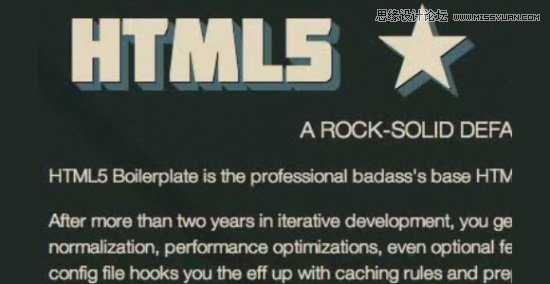 思缘设计论坛 WWW.MISSYUAN.COM
HTML5
A ROCK-SOLID DEFA
HTML5 Boilerplate is the professional badass's base HTM
After more than two years in iterative development, you ge
normalization, performance optimizations, even optional fe
config file hooks you the eff up with caching rules and pre